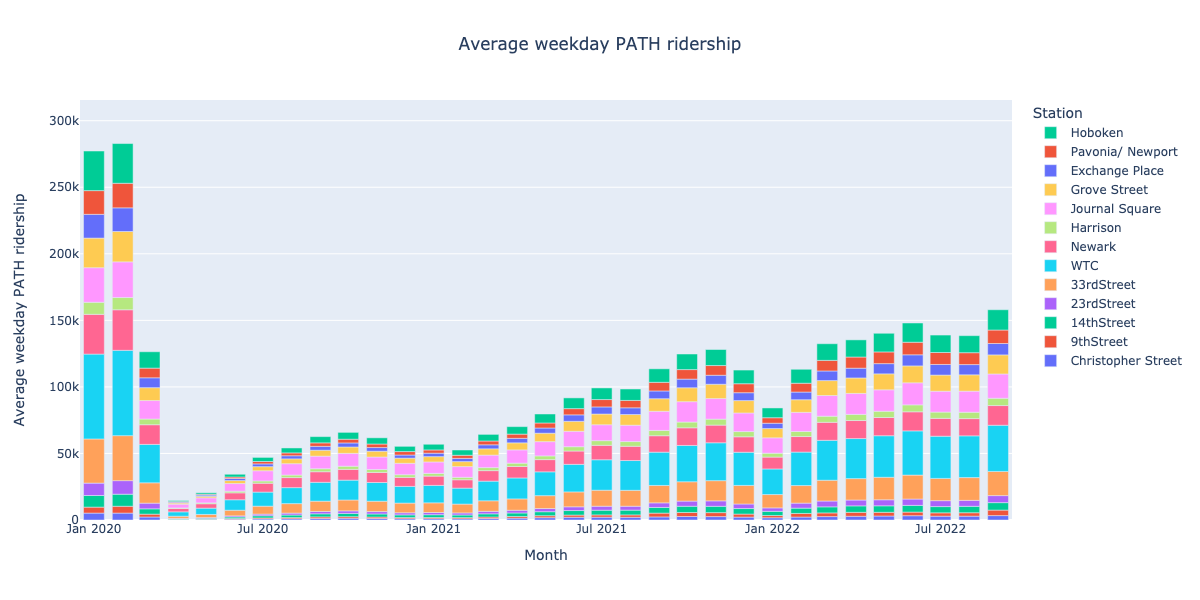 Average weekday PATH ridership
Average weekday PATH ridership
300k
250k
200k
150k
100k
50k
0
Jan 2020
Jul 2020
Jan 2021
Jul 2021
Jan 2022
Jul 2022
Month
Station
Hoboken
Pavonia/ Newport
Exchange Place
Grove Street
Journal Square
Harrison
Newark
WTC
33rdStreet
23rdStreet
14thStreet
9thStreet
Christopher Street